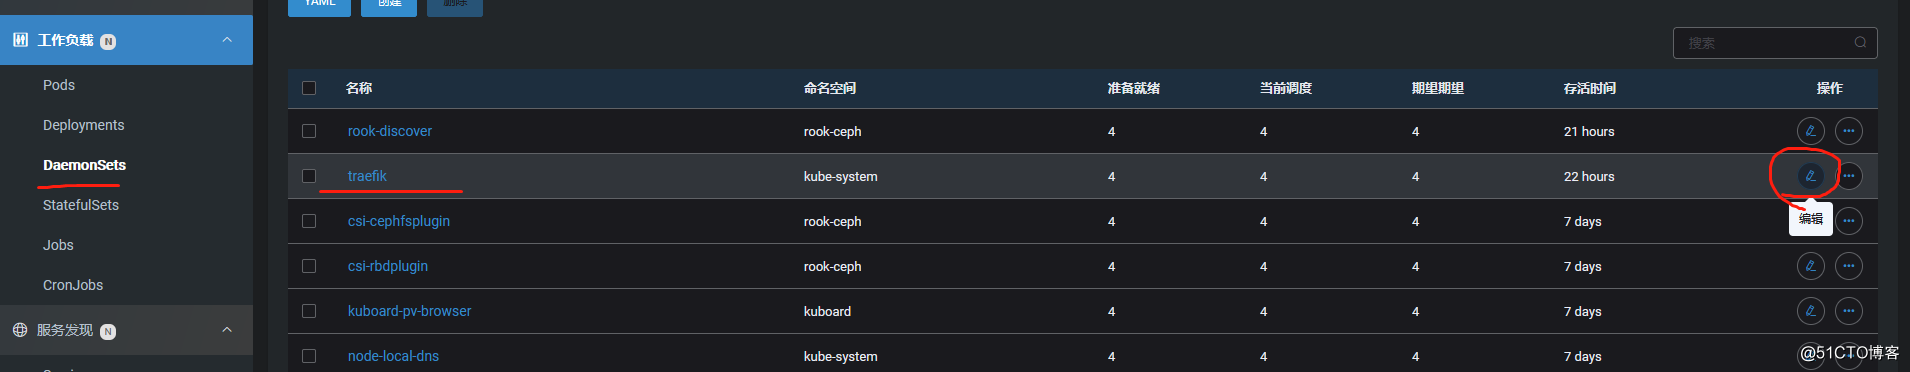 YAML 创建 删除
工作负载 N
搜索
Pods
名称 命名空间 准备就绪 当前调度 期望期望 存活时间 操作
Deployments
rook-discover rook-ceph 4 4 4 21 hours
DaemonSets
traefik kube-system 4 4 4 22 hours
StatefulSets
编辑
csi-cephfsplugin rook-ceph 4 4 4 7 days
Jobs
csi-rbdplugin rook-ceph 4 4 4 7 days
CronJobs
kuboard-pv-browser kuboard 4 4 4 7 days
服务发现 N
node-local-dns kube-system 4 4 4 7 days
@51CTO博客